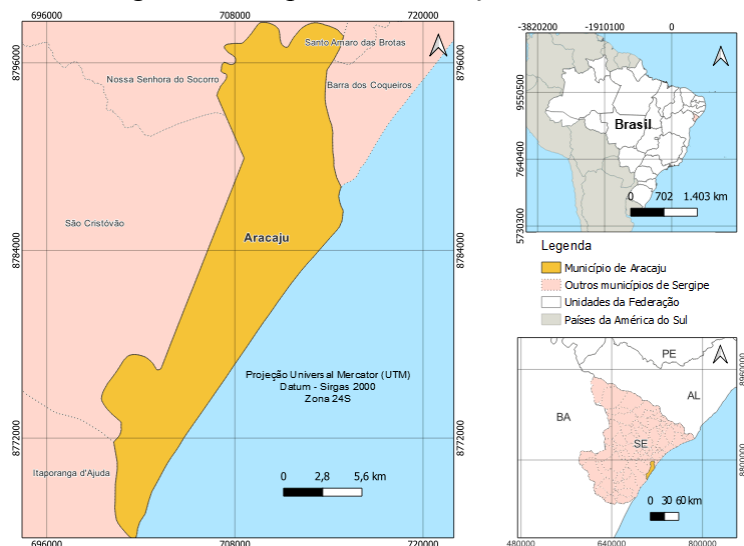 696000
708000
720000
8796000
8784000
8772000
Santo Amaro das Brotas
Nossa Senhora do Socorro
Barra dos Coqueiros
São Cristóvão
Aracaju
Projeção Universal Mercator (UTM)
Datum - Sirgas 2000
Zona 24S
Itaporanga d'Ajuda
0 2,8 5,6 km
696000
708000
720000
-3820200
-1910100
0
9550500
7640400
5730300
Brasil
0 702 1.403 km
Legenda
Município de Aracaju
Outros municípios de Sergipe
Unidades da Federação
Países da América do Sul
PE
AL
BA
SE
8960000
8800000
0 30 60 km
480000
640000
800000